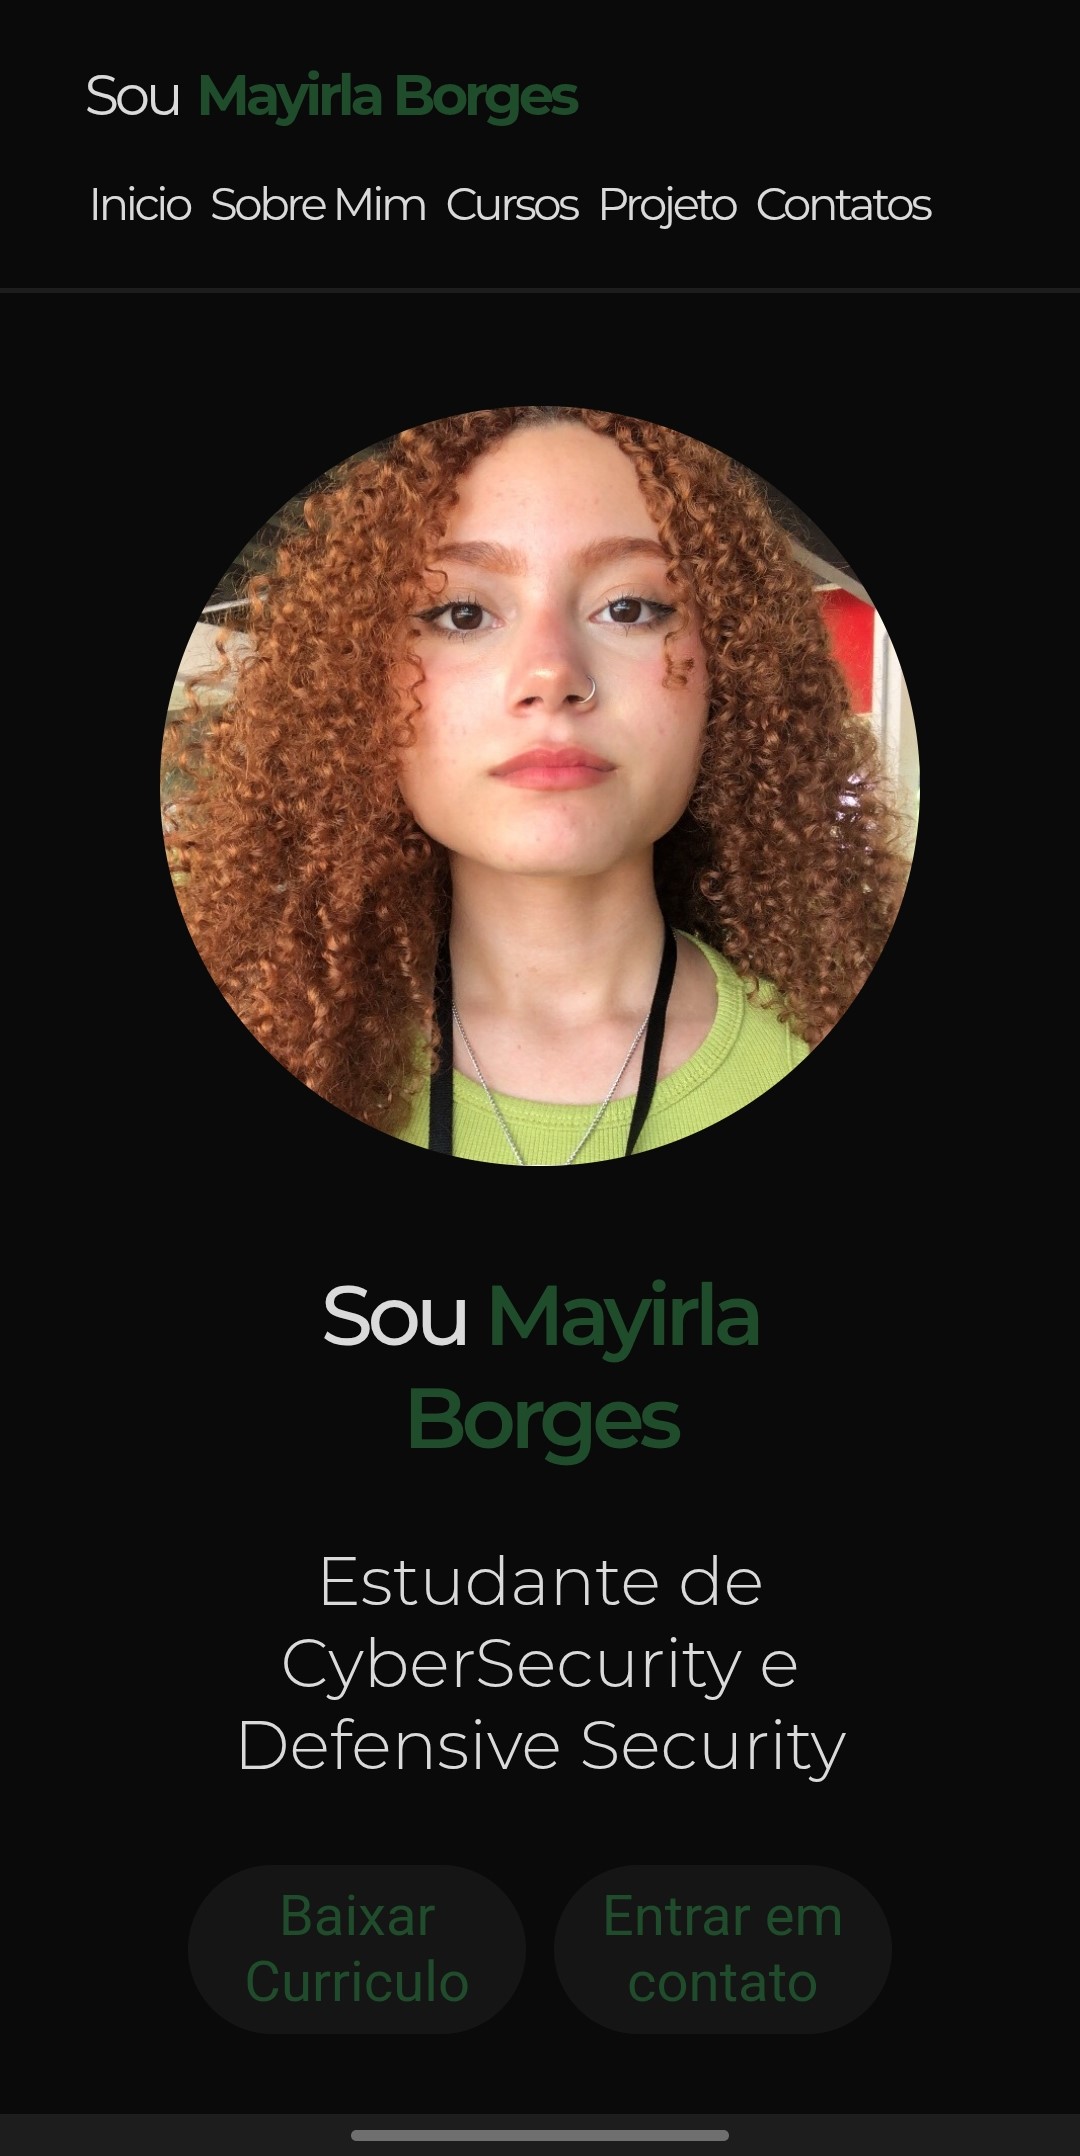 Sou Mayirla Borges
Inicio Sobre Mim Cursos Projeto Contatos
Sou Mayirla
Borges
Estudante de
CyberSecurity e
Defensive Security
Baixar
Curriculo
Entrar em
contato